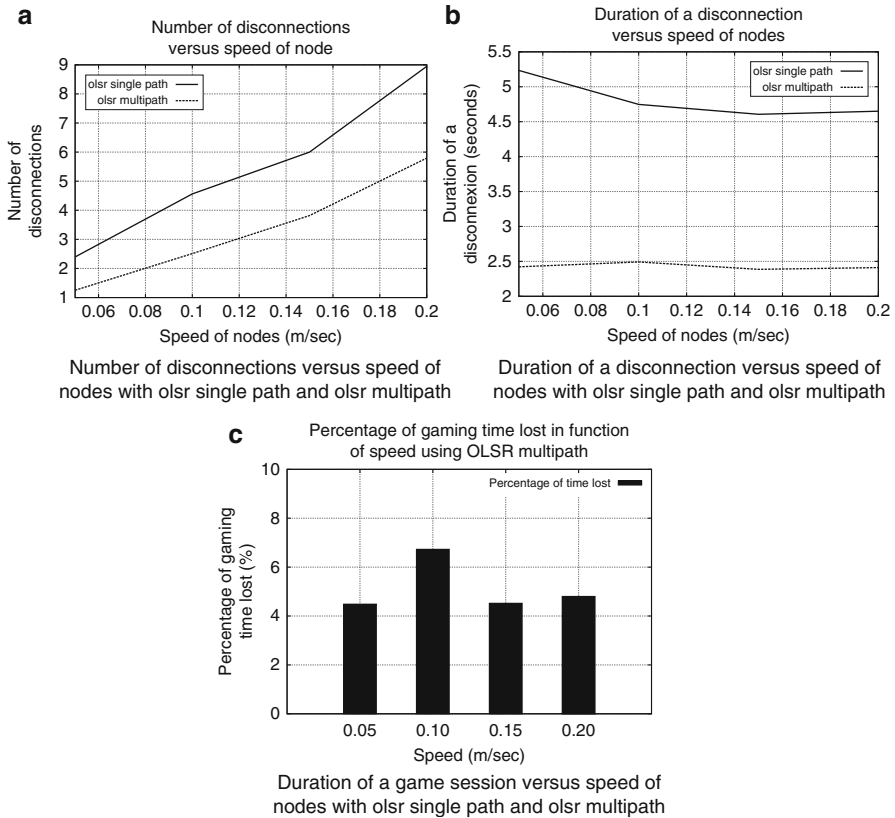 a
Number of disconnections
versus speed of node
olsr single path
olsr multipath
9
8
7
6
5
4
3
2
1
Number of
disconnections
0.06 0.08 0.1 0.12 0.14 0.16 0.18 0.2
Speed of nodes (m/sec)
Number of disconnections versus speed of
nodes with olsr single path and olsr multipath
b
Duration of a disconnection
versus speed of nodes
olsr single path
olsr multipath
5.5
5
4.5
4
3.5
3
2.5
2
Duration of a
disconnexion (seconds)
0.06 0.08 0.1 0.12 0.14 0.16 0.18 0.2
Speed of nodes (m/sec)
Duration of a disconnection versus speed of
nodes with olsr single path and olsr multipath
c
Percentage of gaming time lost in function
of speed using OLSR multipath
Percentage of time lost
10
8
6
4
2
0
Percentage of gaming
time lost (%)
0.05 0.10 0.15 0.20
Speed (m/sec)
Duration of a game session versus speed of
nodes with olsr single path and olsr multipath